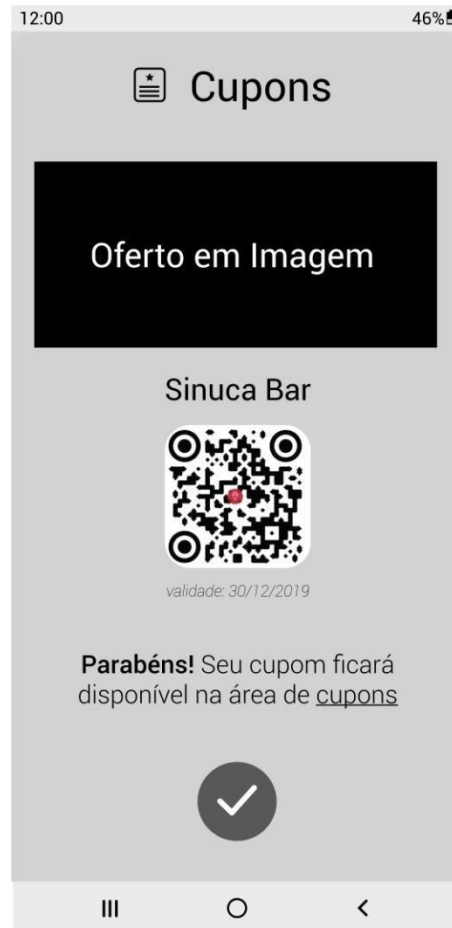 12:00 46%
Cupons
Oferto em Imagem
Sinuca Bar
validade: 30/12/2019
Parabéns! Seu cupom ficará
disponível na área de cupons